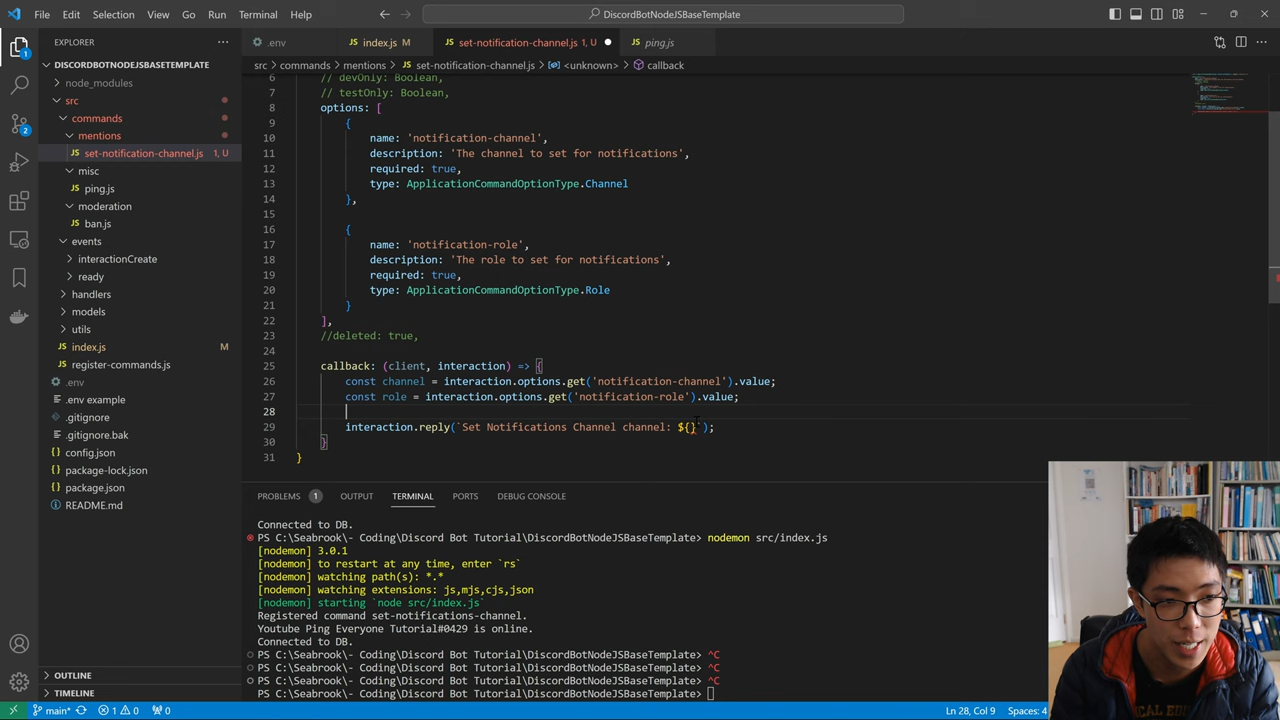 File Edit Selection View Go Run Terminal Help
DiscordBotNodeJSBaseTemplate
EXPLORER
.env
index.js M
set-notification-channel.js 1, U
ping.js
src > commands > mentions > set-notification-channel.js > <unknown> > callback
DISCORDBOTNODEJSBASETEMPLATE
node_modules
src
commands
mentions
set-notification-channel.js 1, U
misc
ping.js
moderation
ban.js
events
interactionCreate
ready
handlers
models
utils
index.js M
register-commands.js
.env
.env example
.gitignore
.gitignore.bak
config.json
package-lock.json
package.json
README.md
OUTLINE
TIMELINE
1
2
6 // devOnly: Boolean,
7 // testOnly: Boolean,
8 options: [
9 {
10 name: 'notification-channel',
11 description: 'The channel to set for notifications',
12 required: true,
13 type: ApplicationCommandOptionType.Channel
14 },
15
16 {
17 name: 'notification-role',
18 description: 'The role to set for notifications',
19 required: true,
20 type: ApplicationCommandOptionType.Role
21 }
22 ],
23 //deleted: true,
24
25 callback: (client, interaction) => {
26 const channel = interaction.options.get('notification-channel').value;
27 const role = interaction.options.get('notification-role').value;
28
29 interaction.reply(`Set Notifications Channel channel: ${}`);
30 }
31 }
PROBLEMS 1 OUTPUT TERMINAL PORTS DEBUG CONSOLE
Connected to DB.
PS C:\Seabrook\- Coding\Discord Bot Tutorial\DiscordBotNodeJSBaseTemplate> nodemon src/index.js
[nodemon] 3.0.1
[nodemon] to restart at any time, enter `rs`
[nodemon] watching path(s): *.*
[nodemon] watching extensions: js,mjs,cjs,json
[nodemon] starting `node src/index.js`
Registered command set-notifications-channel.
Youtube Ping Everyone Tutorial#0429 is online.
Connected to DB.
PS C:\Seabrook\- Coding\Discord Bot Tutorial\DiscordBotNodeJSBaseTemplate> ^C
PS C:\Seabrook\- Coding\Discord Bot Tutorial\DiscordBotNodeJSBaseTemplate> ^C
PS C:\Seabrook\- Coding\Discord Bot Tutorial\DiscordBotNodeJSBaseTemplate> ^C
PS C:\Seabrook\- Coding\Discord Bot Tutorial\DiscordBotNodeJSBaseTemplate>
main* 1 0 0
Ln 28, Col 9 Spaces: 4